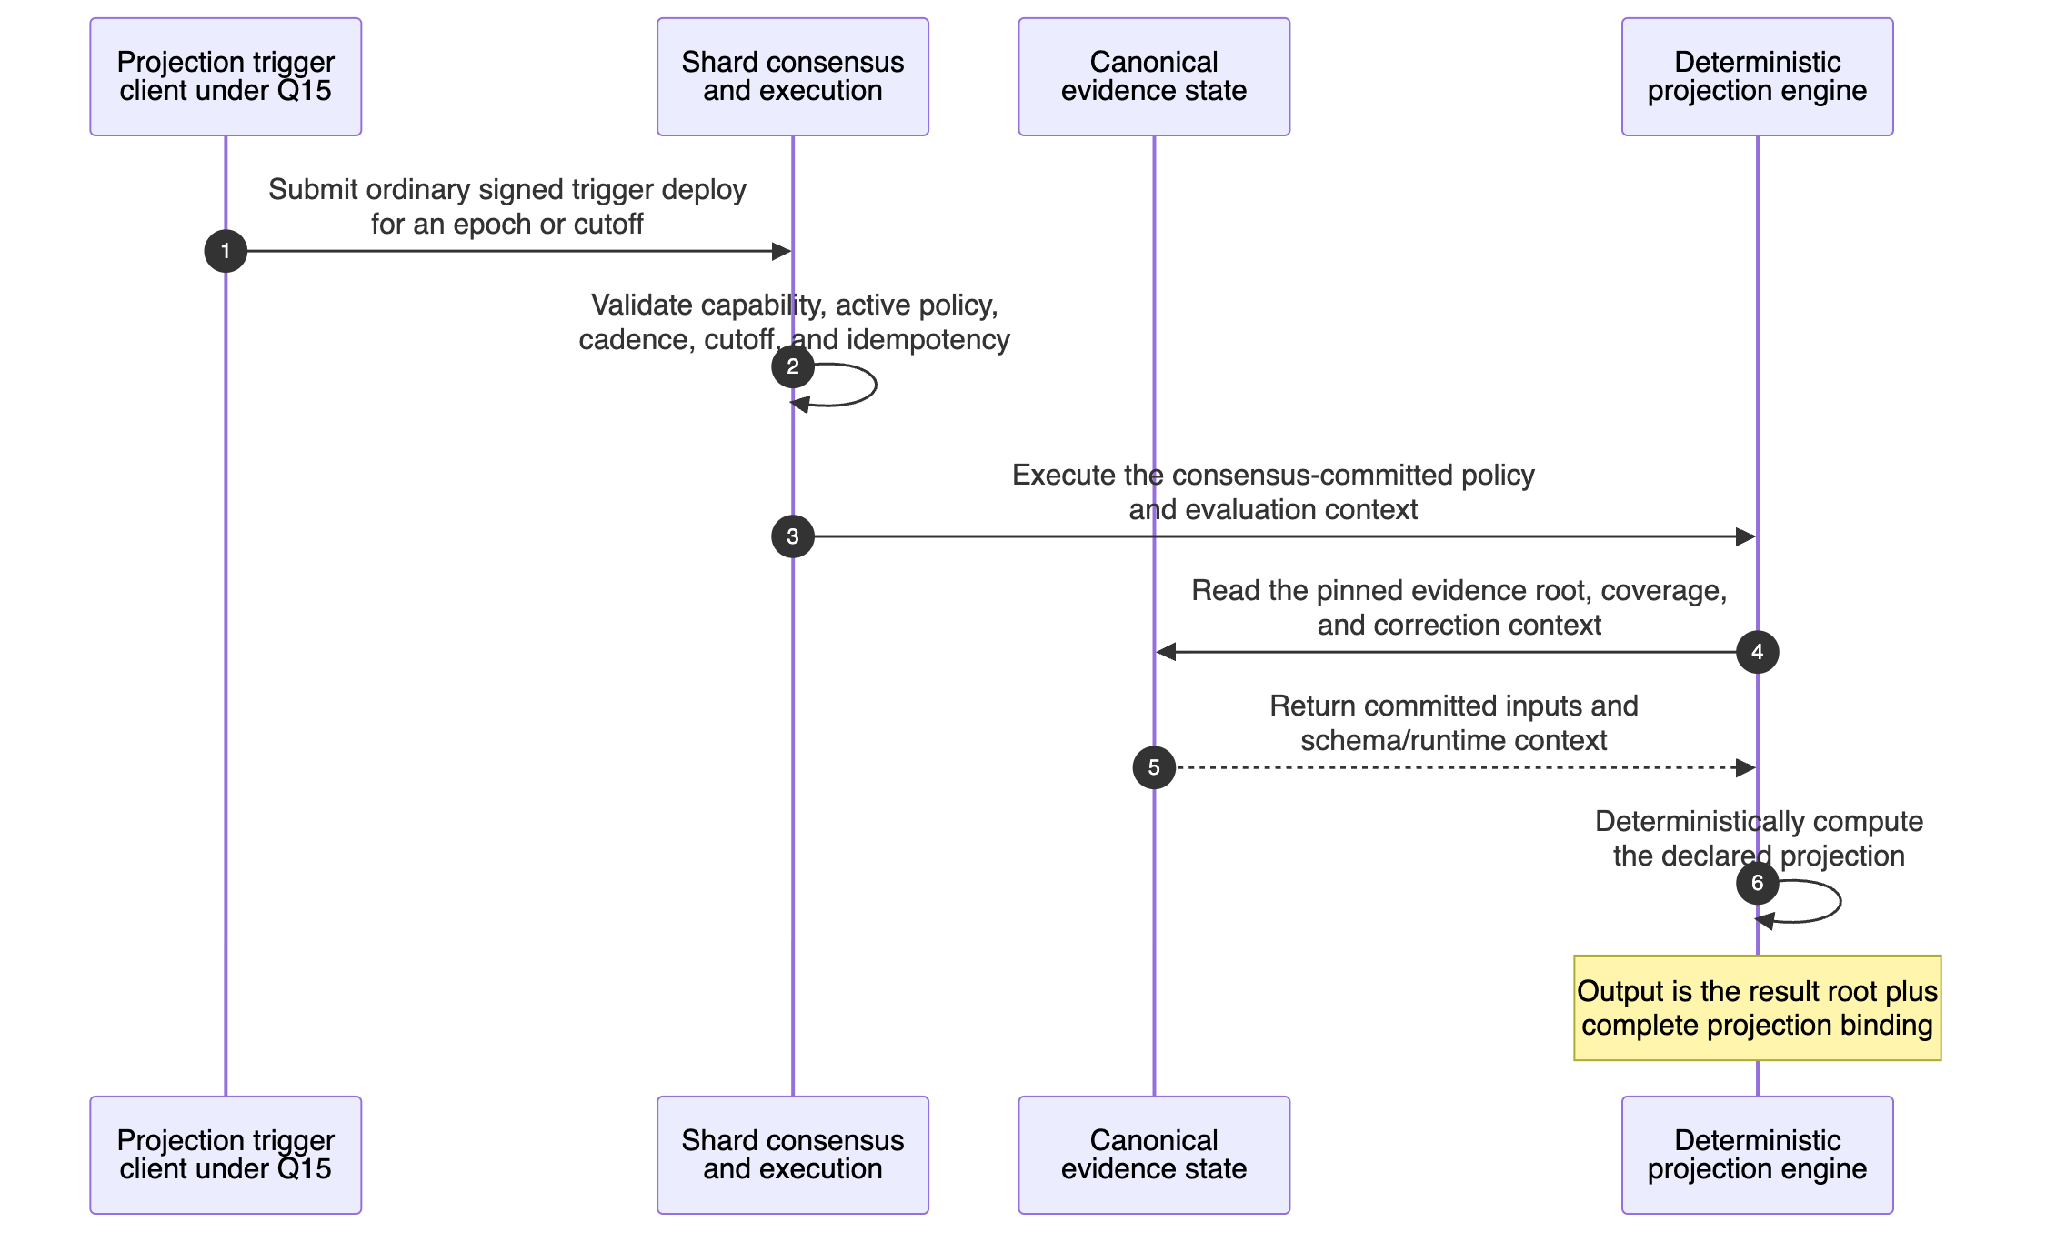 Projection trigger
client under Q15
Shard consensus
and execution
Canonical
evidence state
Deterministic
projection engine
Submit ordinary signed trigger deploy
for an epoch or cutoff
1
Validate capability, active policy,
cadence, cutoff, and idempotency
2
Execute the consensus-committed policy
and evaluation context
3
Read the pinned evidence root, coverage,
and correction context
4
Return committed inputs and
schema/runtime context
5
Deterministically compute
the declared projection
6
Output is the result root plus
complete projection binding
Projection trigger
client under Q15
Shard consensus
and execution
Canonical
evidence state
Deterministic
projection engine